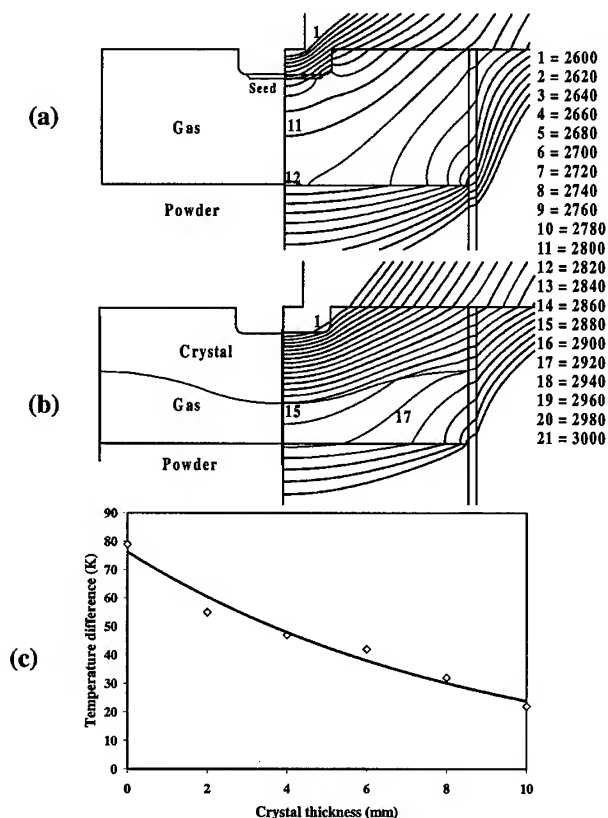 (a)
1
Seed
Gas
11
12
Powder
1 = 2600
2 = 2620
3 = 2640
4 = 2660
5 = 2680
6 = 2700
7 = 2720
8 = 2740
9 = 2760
10 = 2780
11 = 2800
12 = 2820
13 = 2840
14 = 2860
15 = 2880
16 = 2900
17 = 2920
18 = 2940
19 = 2960
20 = 2980
21 = 3000
(b)
1
Crystal
Gas
15
17
Powder
(c)
Temperature difference (K)
90
80
70
60
50
40
30
20
10
0
0
2
4
6
8
10
Crystal thickness (mm)